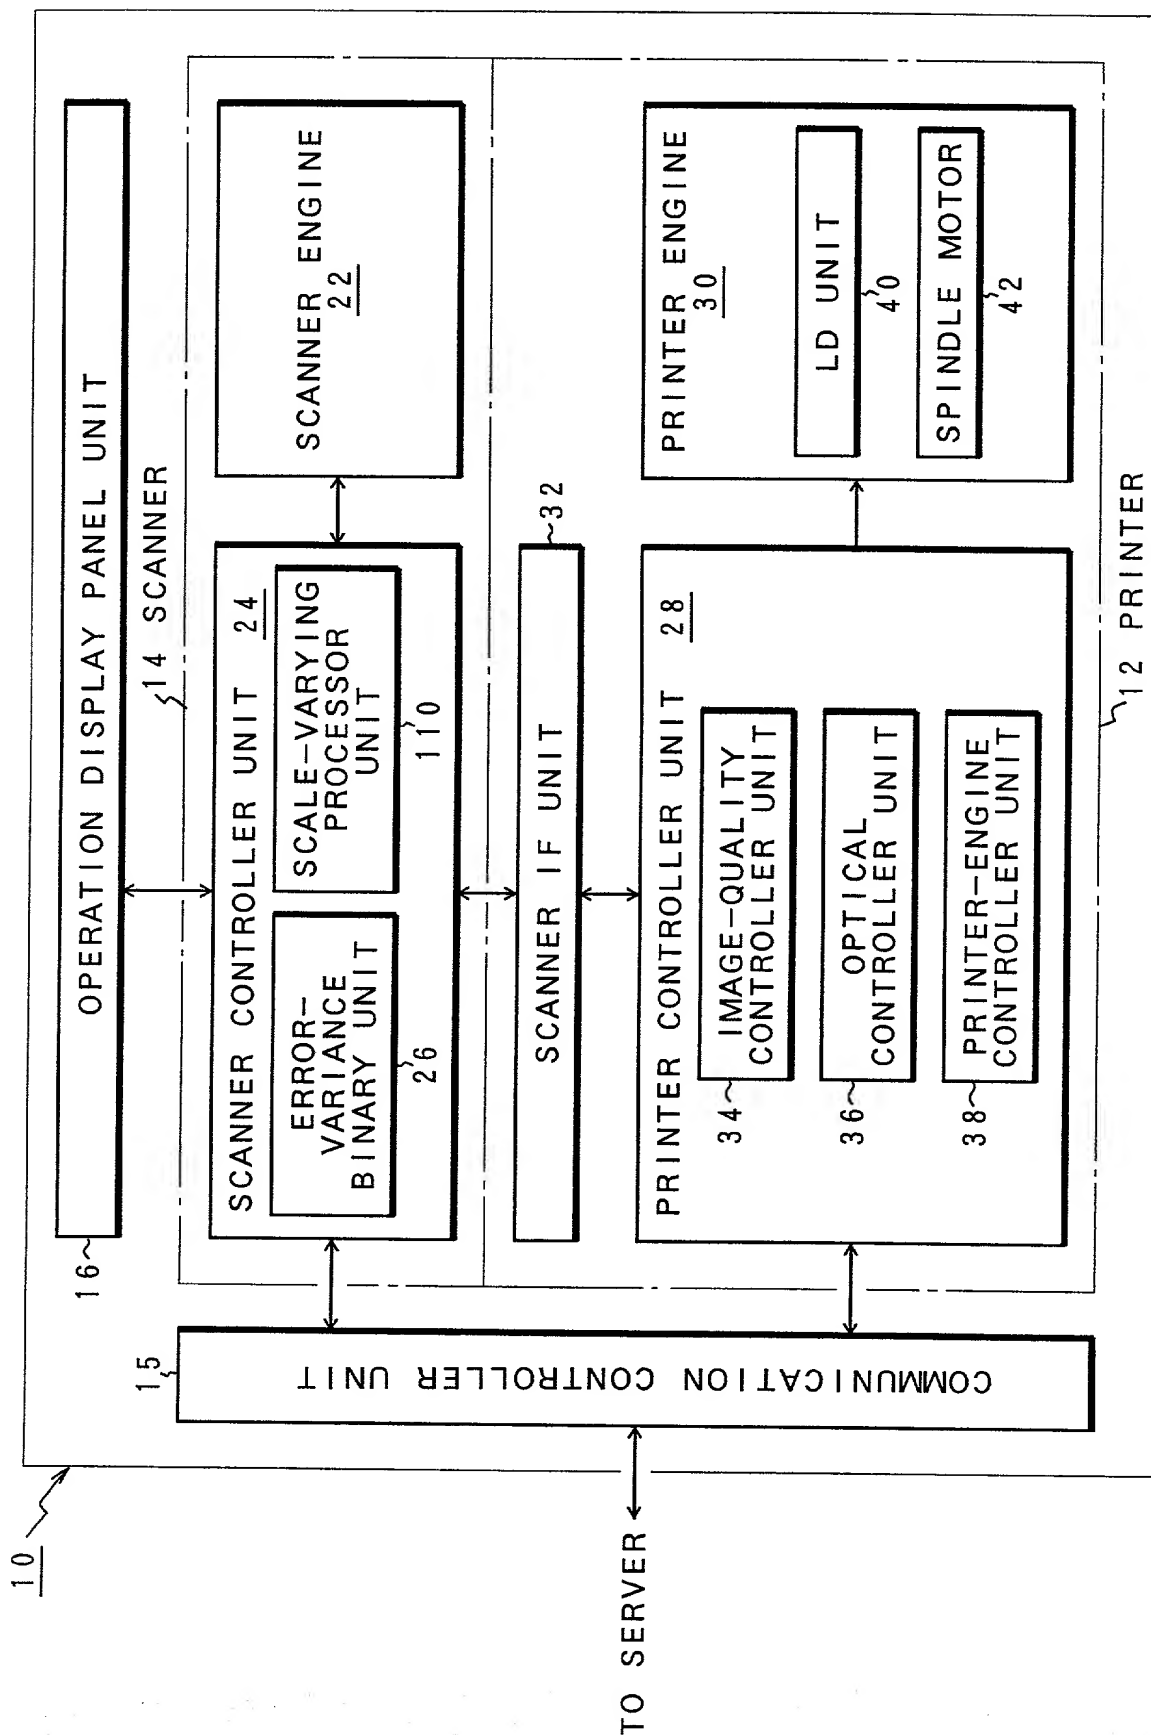 10
16
OPERATION DISPLAY PANEL UNIT
14 SCANNER
SCANNER CONTROLLER UNIT 24
ERROR-
VARIANCE
BINARY UNIT
26
SCALE-VARYING
PROCESSOR
UNIT
110
SCANNER ENGINE
22
15
COMMUNICATION CONTROLLER UNIT
TO SERVER
SCANNER IF UNIT
32
PRINTER CONTROLLER UNIT 28
34
IMAGE-QUALITY
CONTROLLER UNIT
36
OPTICAL
CONTROLLER UNIT
38
PRINTER-ENGINE
CONTROLLER UNIT
PRINTER ENGINE
30
LD UNIT
40
SPINDLE MOTOR
42
12 PRINTER